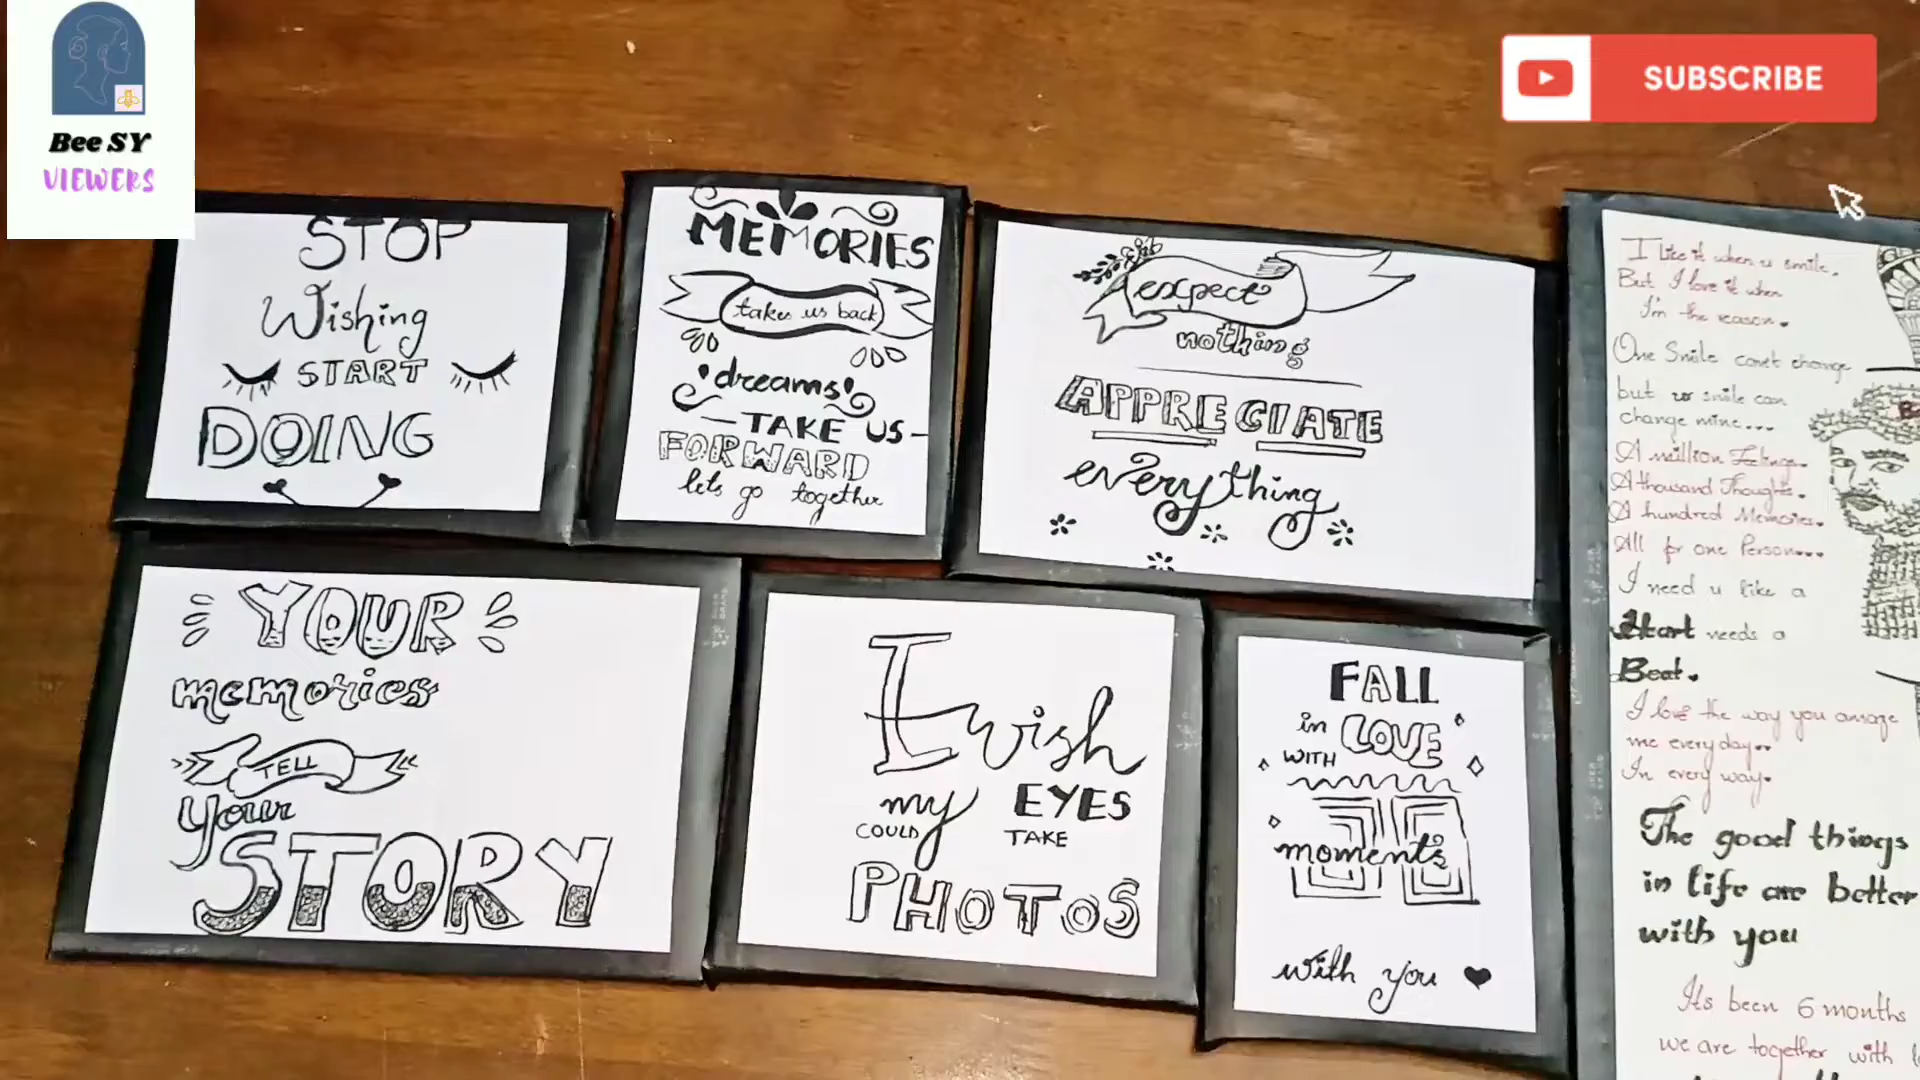 Bee SY
VIEWERS
SUBSCRIBE
STOP
Wishing
START
DOING
MEMORIES
takes us back
dreams
TAKE US
FORWARD
lets go together
expect
nothing
APPRECIATE
everything
YOUR
memories
TELL
your
STORY
I wish
my EYES
COULD TAKE
PHOTOS
FALL
in LOVE
WITH
moments
with you
I like it when u smile.
But I love it when
I'm the reason.
One Smile can't change
but ur smile can
change mine...
A million Feelings.
A thousand Thoughts.
A hundred Memories.
All for one Person...
I need u like a
Heart needs a
Beat.
I love the way you amaze
me everyday..
In every way.
The good things
in life are better
with you
Its been 6 months
we are together with